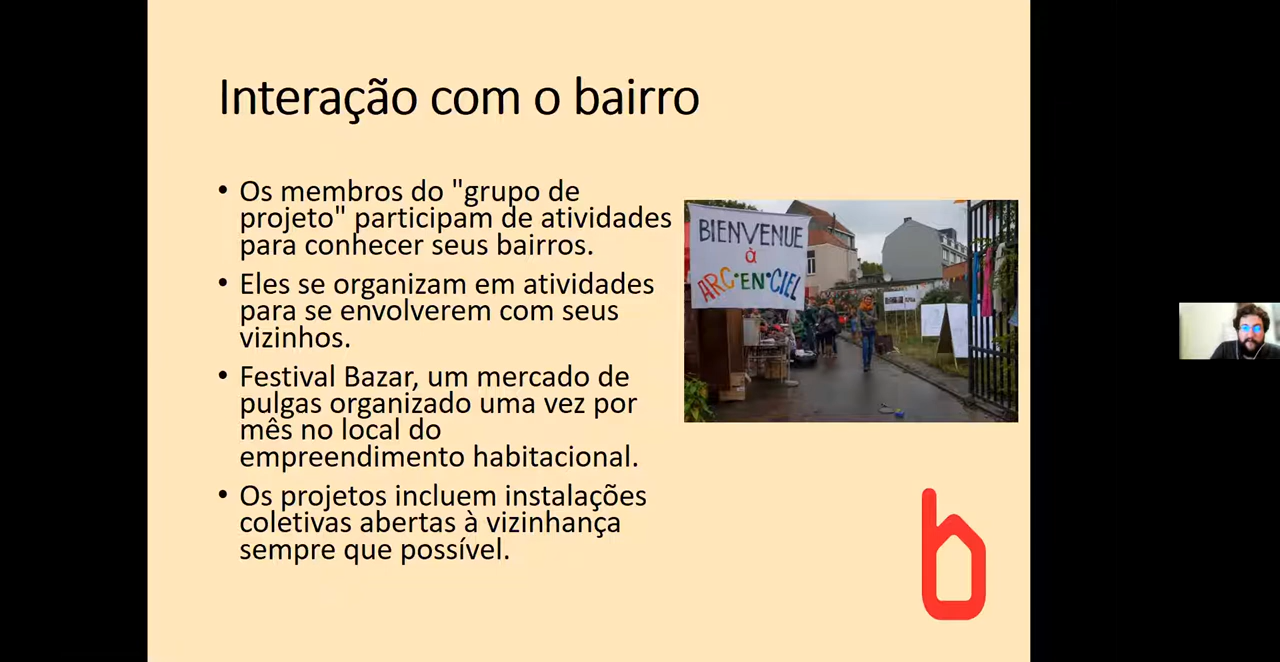 Interação com o bairro
• Os membros do "grupo de
projeto" participam de atividades
para conhecer seus bairros.
• Eles se organizam em atividades
para se envolverem com seus
vizinhos.
• Festival Bazar, um mercado de
pulgas organizado uma vez por
mês no local do
empreendimento habitacional.
• Os projetos incluem instalações
coletivas abertas à vizinhança
sempre que possível.
BIENVENUE
à
ARC•EN•CIEL
b